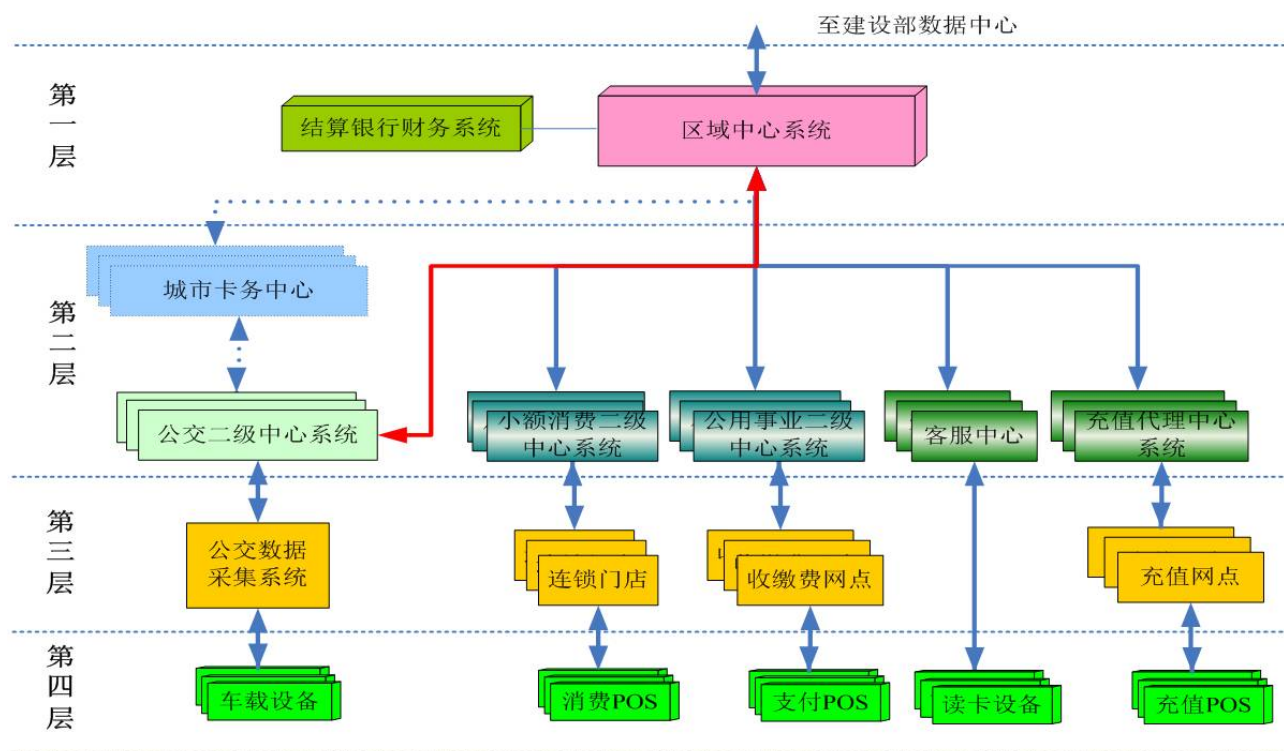 至建设部数据中心
第一层
结算银行财务系统
区域中心系统
第二层
城市卡务中心
公交二级中心系统
小额消费二级
中心系统
公用事业二级
中心系统
客服中心
充值代理中心
系统
第三层
公交数据
采集系统
连锁门店
收缴费网点
充值网点
第四层
车载设备
消费POS
支付POS
读卡设备
充值POS